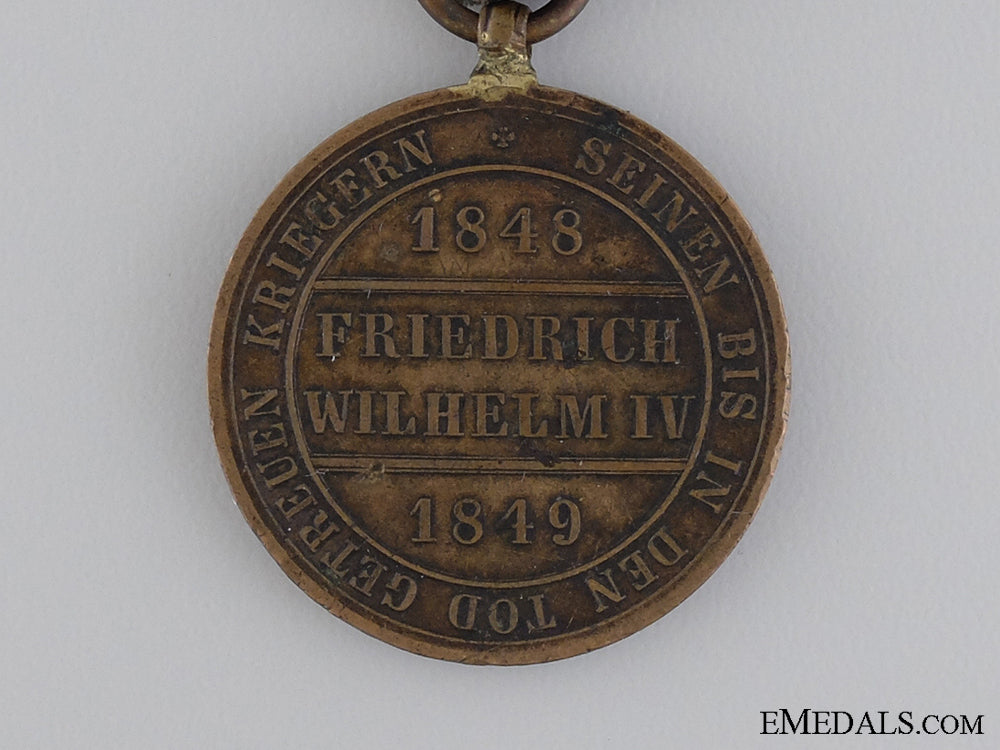 SEINEN BIS IN DEN TOD GETREUEN KRIEGERN
1848
FRIEDRICH
WILHELM IV
1849
EMEDALS.COM